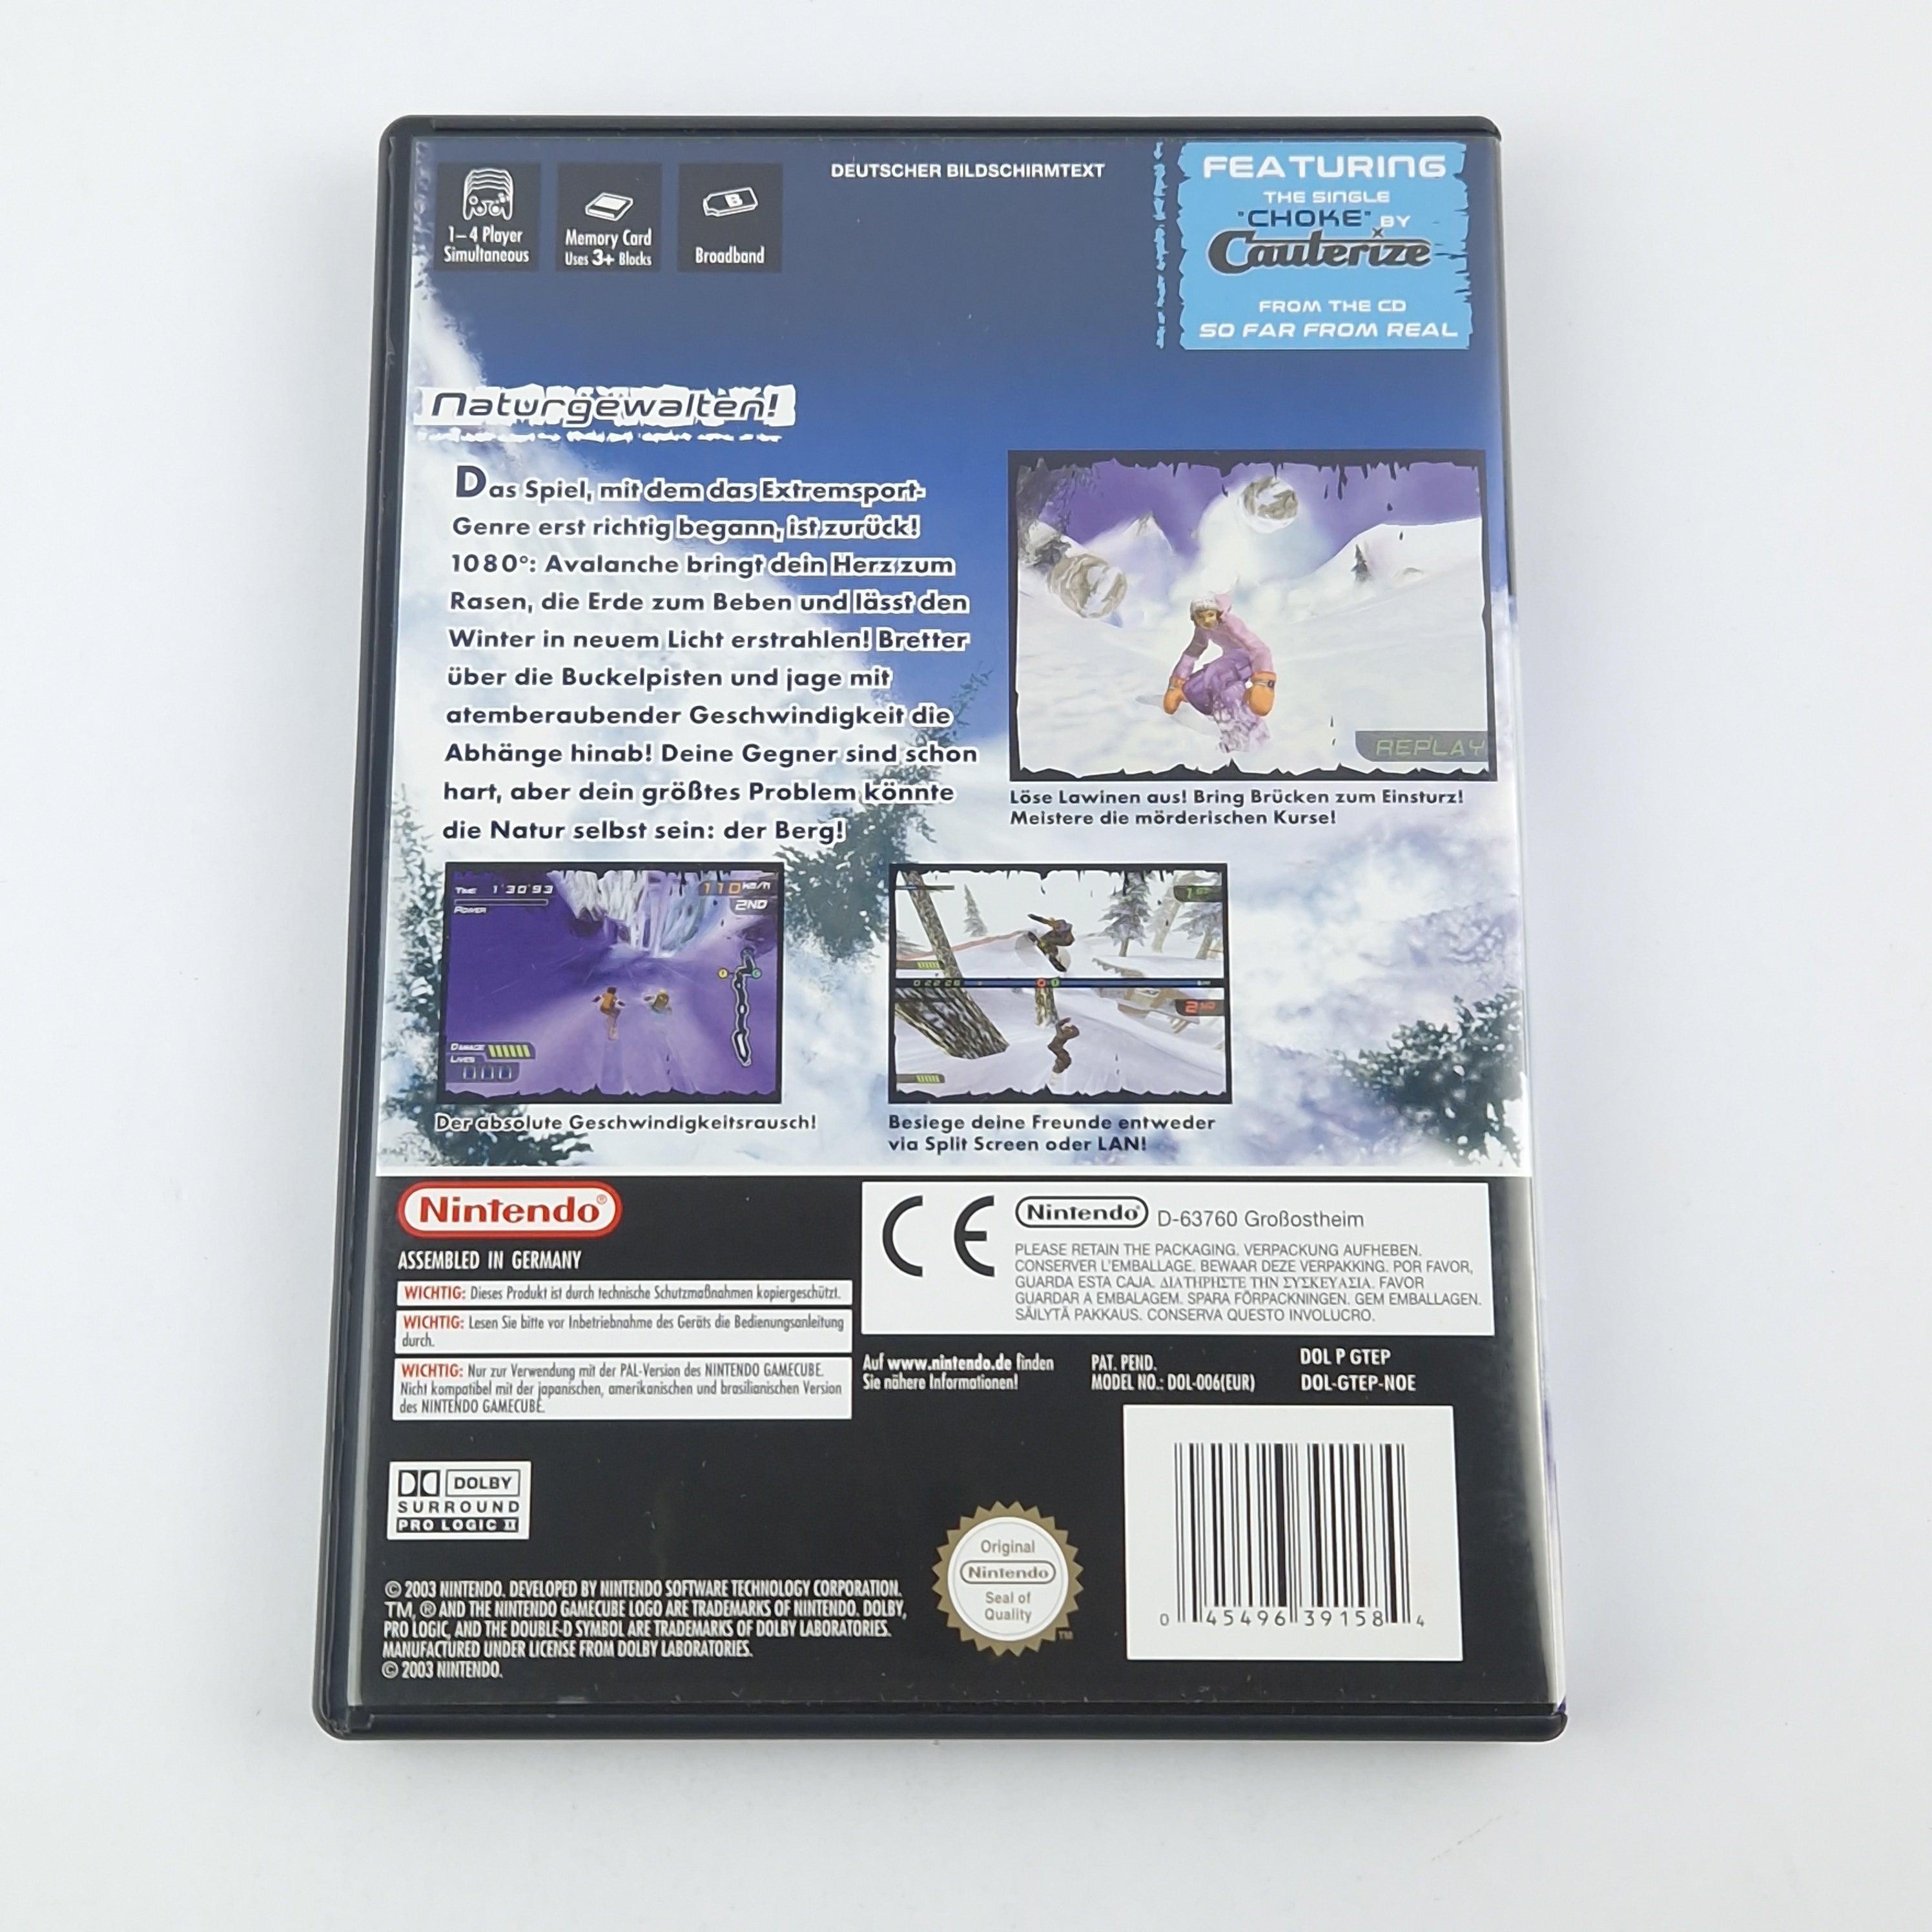 1–4 Player
Simultaneous
Memory Card
Uses 3+ Blocks
B
Broadband
DEUTSCHER BILDSCHIRMTEXT
FEATURING
THE SINGLE
"CHOKE" BY
Cauterize
FROM THE CD
SO FAR FROM REAL
Naturgewalten!
Das Spiel, mit dem das Extremsport-
Genre erst richtig begann, ist zurück!
1080°: Avalanche bringt dein Herz zum
Rasen, die Erde zum Beben und lässt den
Winter in neuem Licht erstrahlen! Bretter
über die Buckelpisten und jage mit
atemberaubender Geschwindigkeit die
Abhänge hinab! Deine Gegner sind schon
hart, aber dein größtes Problem könnte
die Natur selbst sein: der Berg!
REPLAY
Löse Lawinen aus! Bring Brücken zum Einsturz!
Meistere die mörderischen Kurse!
TIME 1'30'93
POWER
110 KM/H
2ND
DAMAGE
LIVES
000
Der absolute Geschwindigkeitsrausch!
Besiege deine Freunde entweder
via Split Screen oder LAN!
Nintendo®
ASSEMBLED IN GERMANY
WICHTIG: Dieses Produkt ist durch technische Schutzmaßnahmen kopiergeschützt.
WICHTIG: Lesen Sie bitte vor Inbetriebnahme des Geräts die Bedienungsanleitung
durch.
WICHTIG: Nur zur Verwendung mit der PAL-Version des NINTENDO GAMECUBE.
Nicht kompatibel mit der japanischen, amerikanischen und brasilianischen Version
des NINTENDO GAMECUBE.
CE
Nintendo® D-63760 Großostheim
PLEASE RETAIN THE PACKAGING. VERPACKUNG AUFHEBEN.
CONSERVER L'EMBALLAGE. BEWAAR DEZE VERPAKKING. POR FAVOR,
GUARDA ESTA CAJA. ΔΙΑΤΗΡΗΣΤΕ ΤΗΝ ΣΥΣΚΕΥΑΣΙΑ. FAVOR
GUARDAR A EMBALAGEM. SPARA FÖRPACKNINGEN. GEM EMBALLAGEN.
SÄILYTÄ PAKKAUS. CONSERVA QUESTO INVOLUCRO.
Auf www.nintendo.de finden
Sie nähere Informationen!
PAT. PEND.
MODEL NO.: DOL-006(EUR)
DOL P GTEP
DOL-GTEP-NOE
DOLBY
SURROUND
PRO LOGIC II
Original
Nintendo
Seal of
Quality
TM
0 45496 39158 4
© 2003 NINTENDO. DEVELOPED BY NINTENDO SOFTWARE TECHNOLOGY CORPORATION.
TM, ® AND THE NINTENDO GAMECUBE LOGO ARE TRADEMARKS OF NINTENDO. DOLBY,
PRO LOGIC, AND THE DOUBLE-D SYMBOL ARE TRADEMARKS OF DOLBY LABORATORIES.
MANUFACTURED UNDER LICENSE FROM DOLBY LABORATORIES.
© 2003 NINTENDO.